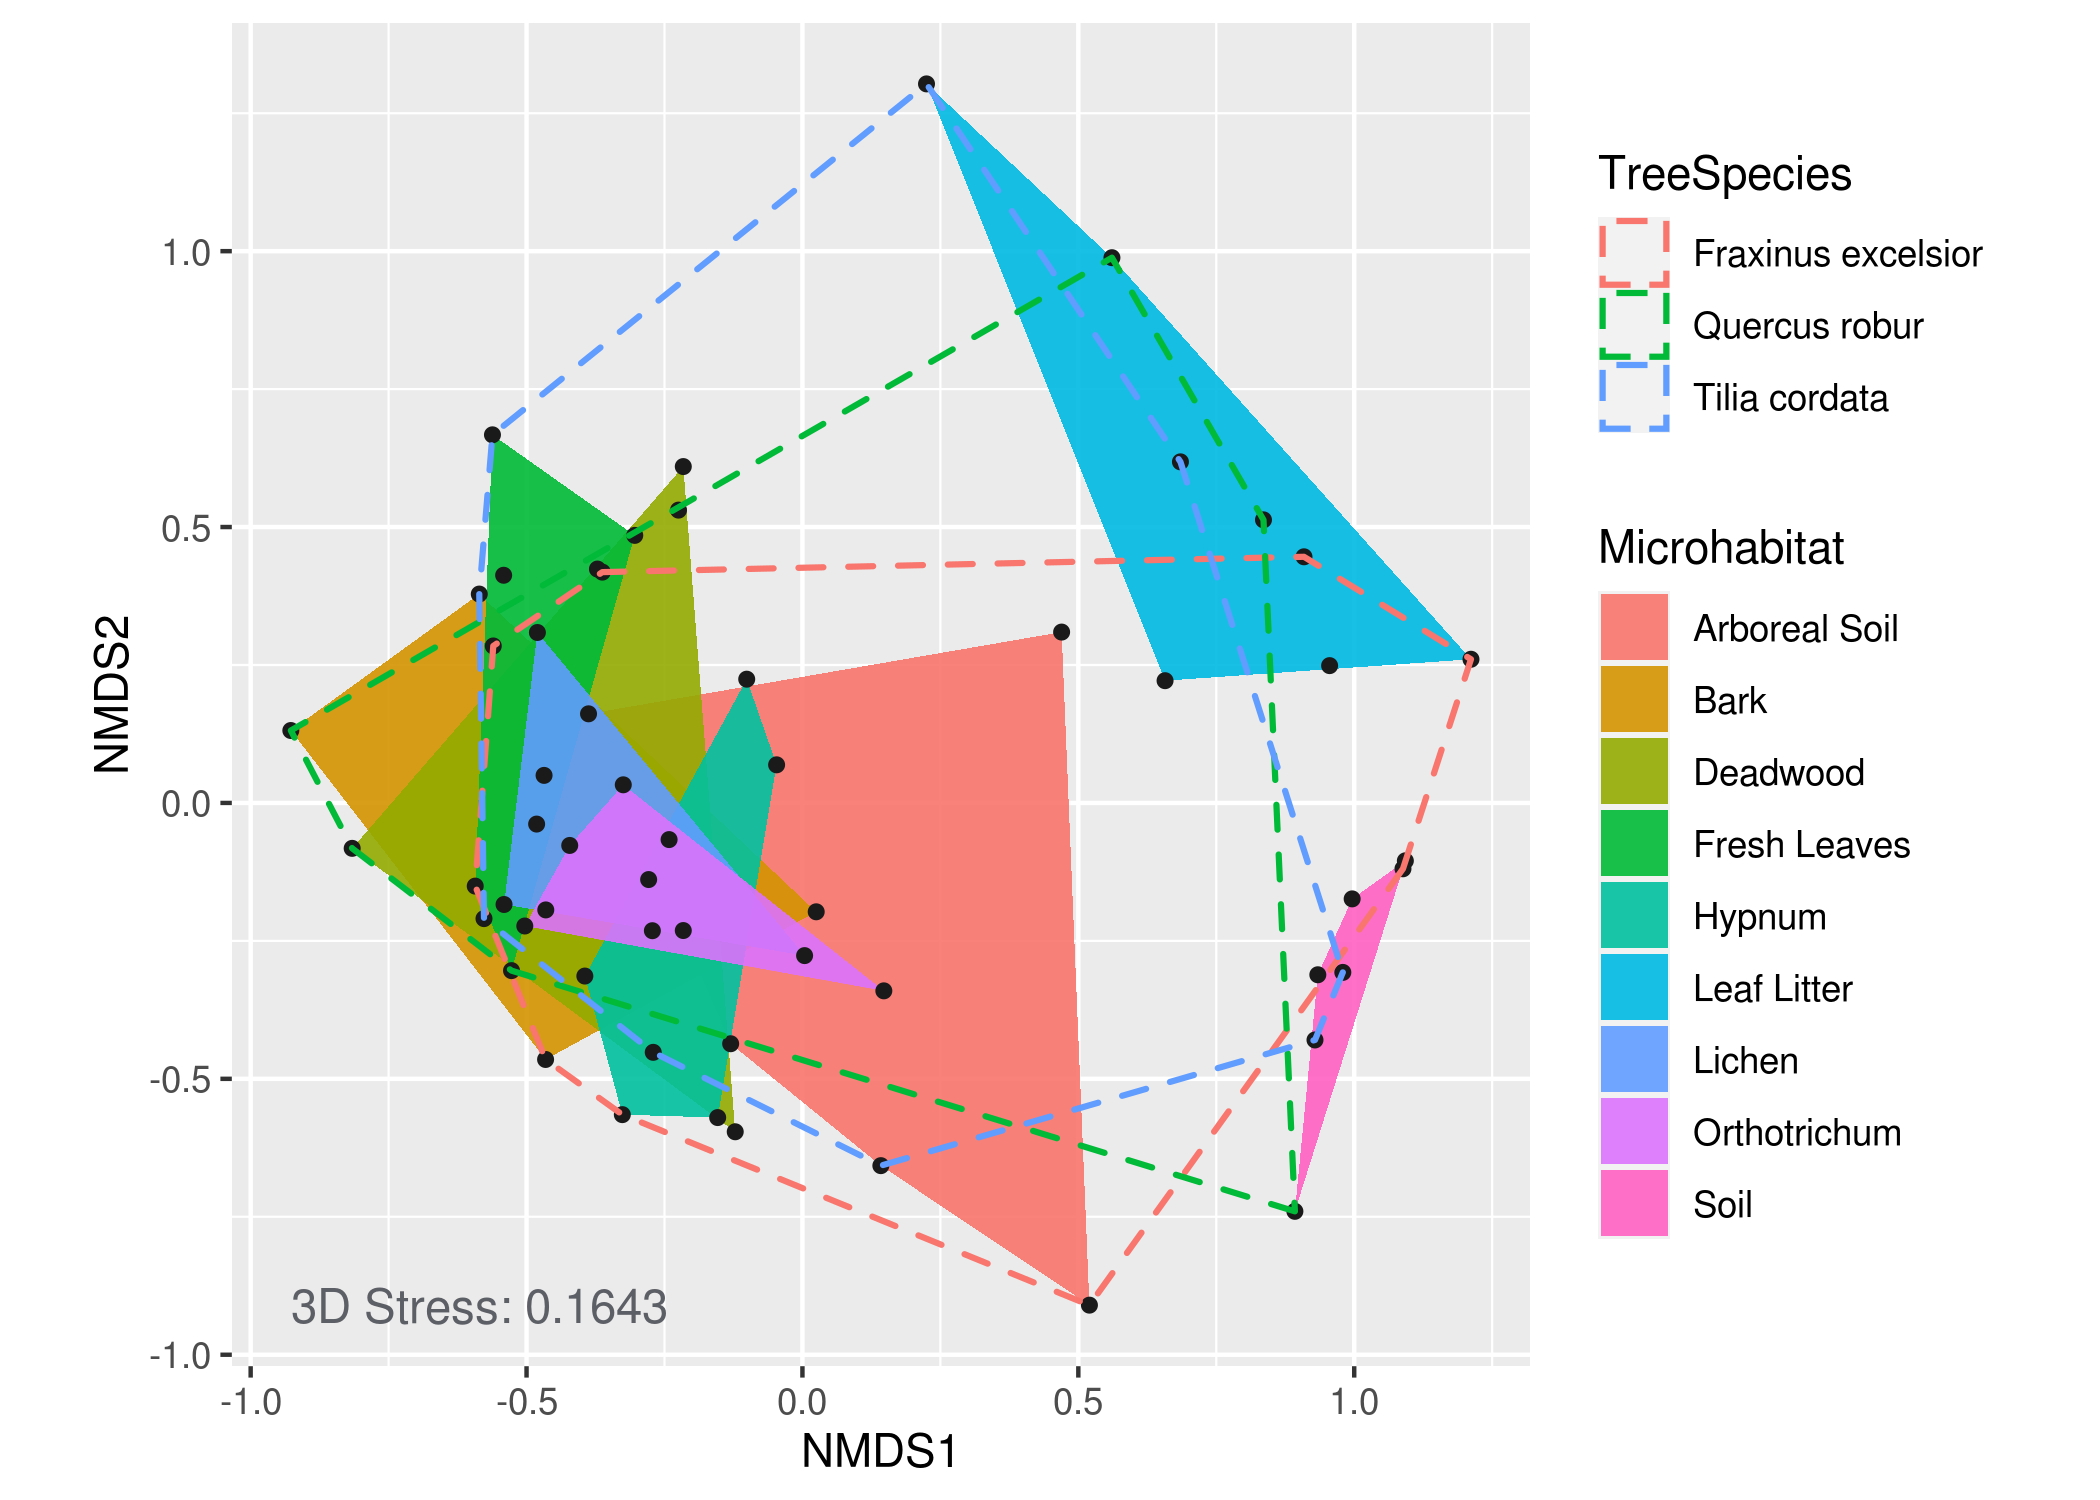 TreeSpecies
Fraxinus excelsior
Quercus robur
Tilia cordata
Microhabitat
Arboreal Soil
Bark
Deadwood
Fresh Leaves
Hypnum
Leaf Litter
Lichen
Orthotrichum
Soil
NMDS2
1.0
0.5
0.0
-0.5
-1.0
3D Stress: 0.1643
-1.0 -0.5 0.0 0.5 1.0
NMDS1